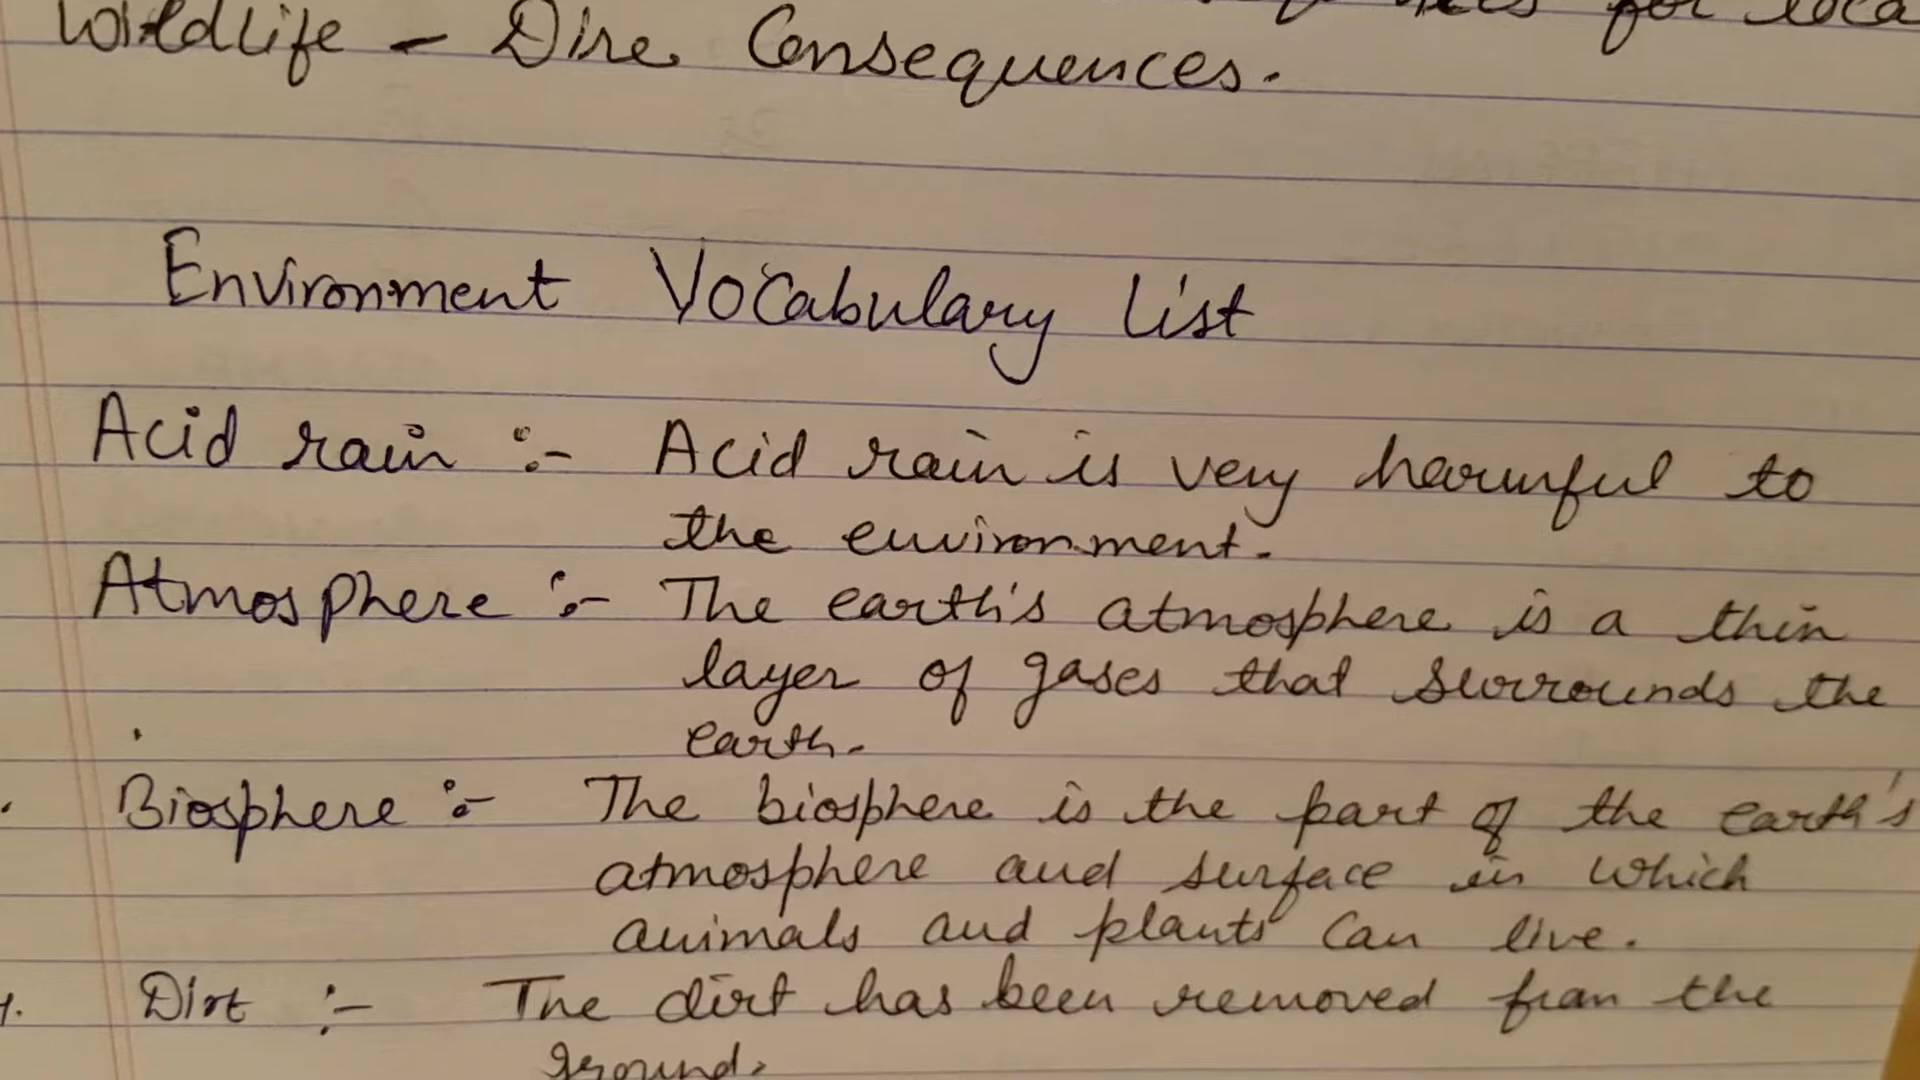 for loca
Wildlife - Dire Consequences.
Environment Vocabulary List
Acid rain :- Acid rain is very harmful to
the environment.
Atmosphere :- The earth's atmosphere is a thin
layer of gases that surrounds the
earth.
Biosphere :- The biosphere is the part of the earth's
atmosphere and surface in which
animals and plants can live.
Dirt :- The dirt has been removed from the
ground.